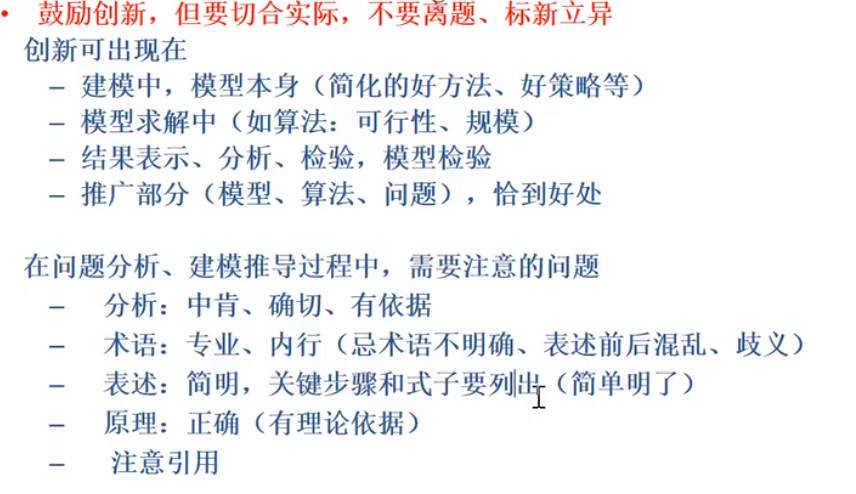 • 鼓励创新，但要切合实际，不要离题、标新立异
创新可出现在
– 建模中，模型本身（简化的好方法、好策略等）
– 模型求解中（如算法：可行性、规模）
– 结果表示、分析、检验，模型检验
– 推广部分（模型、算法、问题），恰到好处
在问题分析、建模推导过程中，需要注意的问题
– 分析：中肯、确切、有依据
– 术语：专业、内行（忌术语不明确、表述前后混乱、歧义）
– 表述：简明，关键步骤和式子要列出（简单明了）
– 原理：正确（有理论依据）
– 注意引用